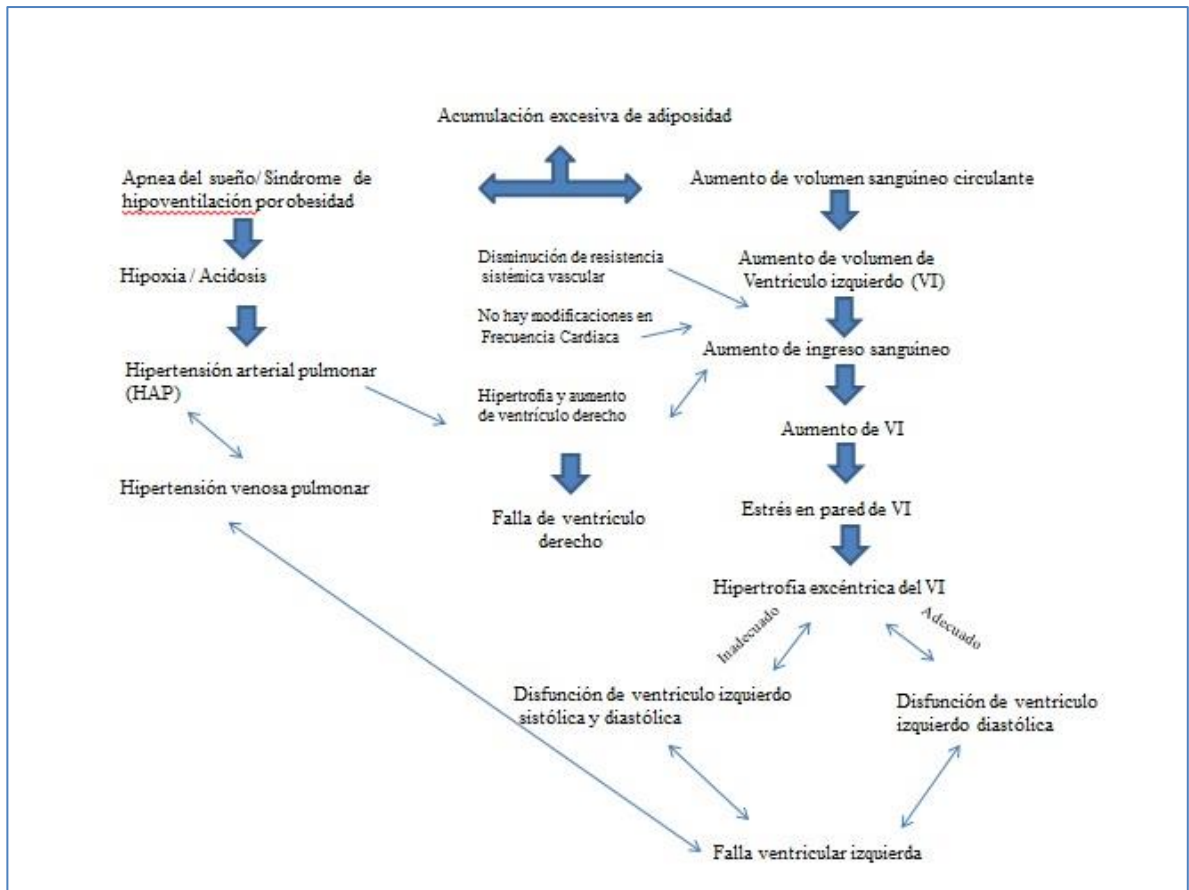 Acumulación excesiva de adiposidad
Apnea del sueño/ Síndrome de
hipoventilación por obesidad
Hipoxia / Acidosis
Hipertensión arterial pulmonar
(HAP)
Hipertensión venosa pulmonar
Disminución de resistencia
sistémica vascular
No hay modificaciones en
Frecuencia Cardiaca
Hipertrofia y aumento
de ventrículo derecho
Falla de ventriculo
derecho
Aumento de volumen sanguineo circulante
Aumento de volumen de
Ventriculo izquierdo (VI)
Aumento de ingreso sanguineo
Aumento de VI
Estrés en pared de VI
Hipertrofia excéntrica del VI
Inadecuado
Adecuado
Disfunción de ventriculo izquierdo
sistólica y diastólica
Disfunción de ventriculo
izquierdo diastólica
Falla ventricular izquierda